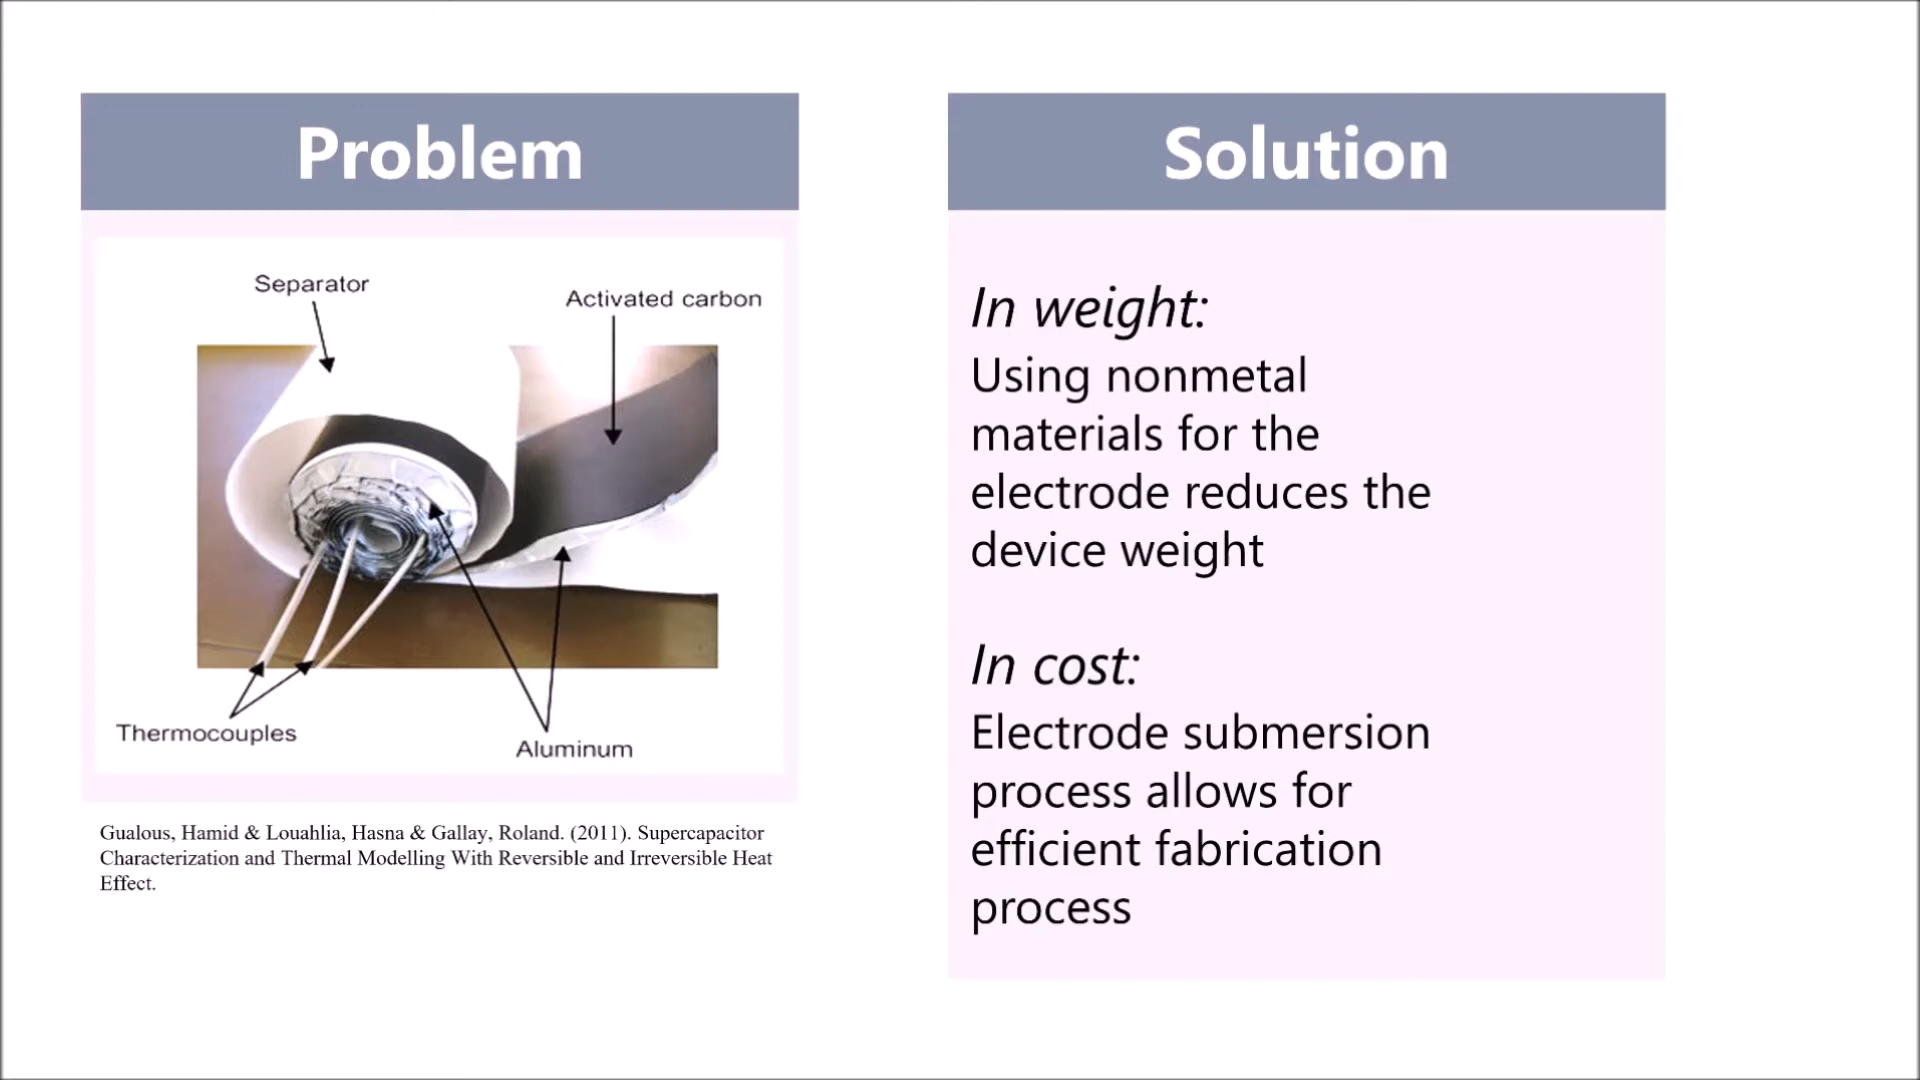 Problem
Separator
Activated carbon
Thermocouples
Aluminum
Gualous, Hamid & Louahlia, Hasna & Gallay, Roland. (2011). Supercapacitor
Characterization and Thermal Modelling With Reversible and Irreversible Heat
Effect.
Solution
In weight:
Using nonmetal
materials for the
electrode reduces the
device weight
In cost:
Electrode submersion
process allows for
efficient fabrication
process